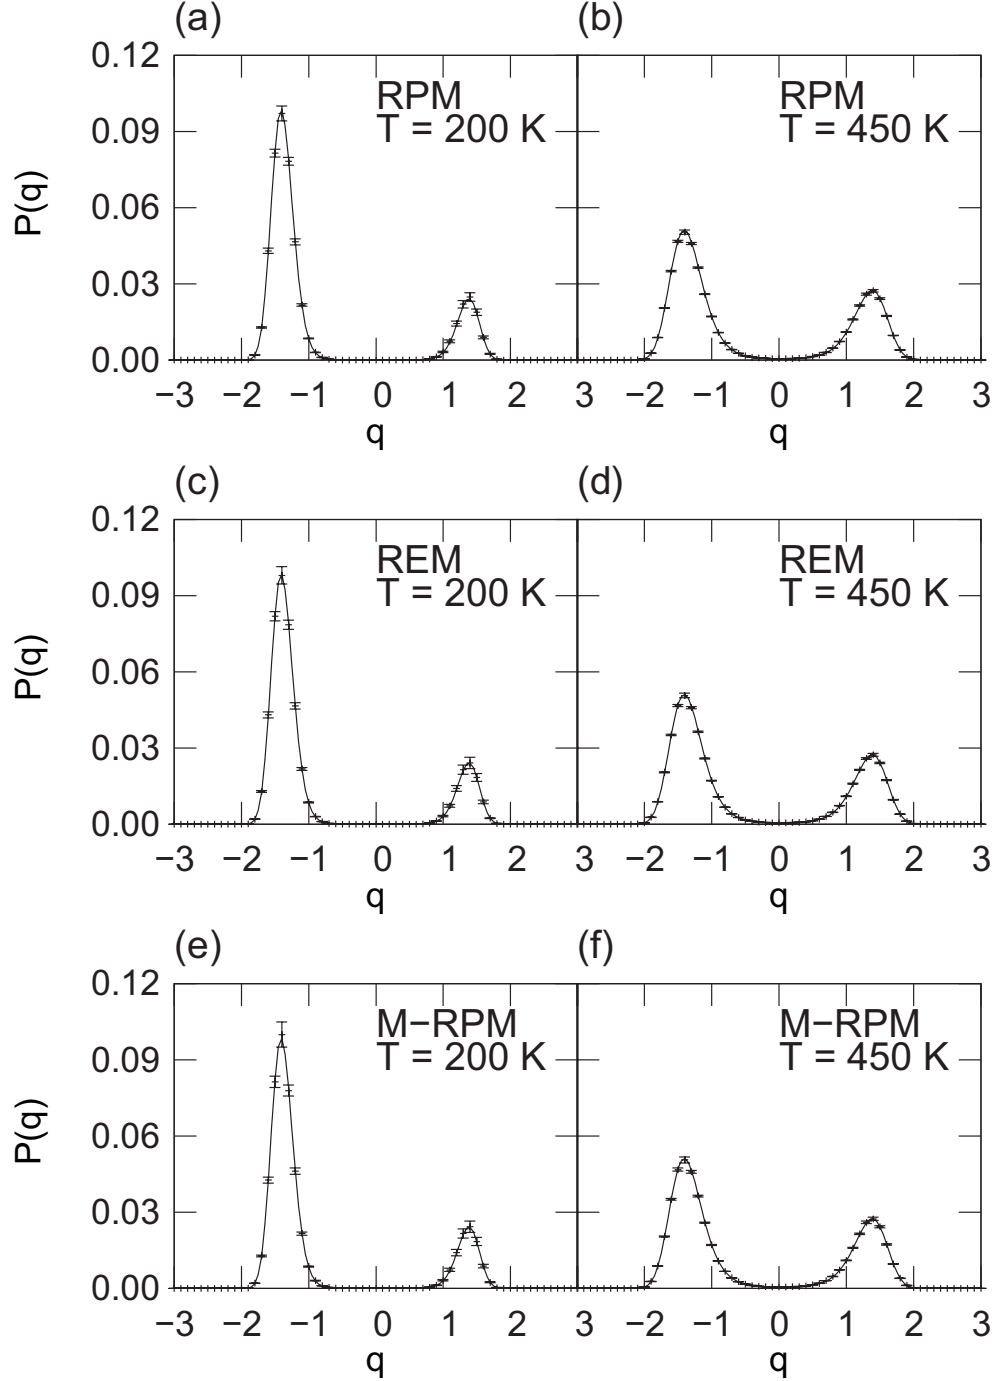 (a) (b)
0.12
RPM RPM
T = 200 K T = 450 K
0.09
P(q)
0.06
0.03
0.00
−3 −2 −1 0 1 2 3 −2 −1 0 1 2 3
q q
(c) (d)
0.12
REM REM
T = 200 K T = 450 K
0.09
P(q)
0.06
0.03
0.00
−3 −2 −1 0 1 2 3 −2 −1 0 1 2 3
q q
(e) (f)
0.12
M−RPM M−RPM
T = 200 K T = 450 K
0.09
P(q)
0.06
0.03
0.00
−3 −2 −1 0 1 2 3 −2 −1 0 1 2 3
q q